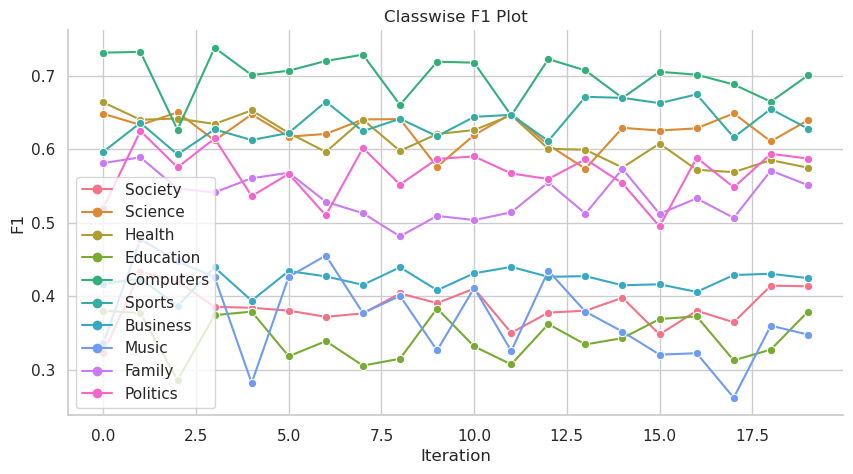 Classwise F1 Plot
F1
0.7
0.6
0.5
0.4
0.3
Society
Science
Health
Education
Computers
Sports
Business
Music
Family
Politics
0.0 2.5 5.0 7.5 10.0 12.5 15.0 17.5
Iteration